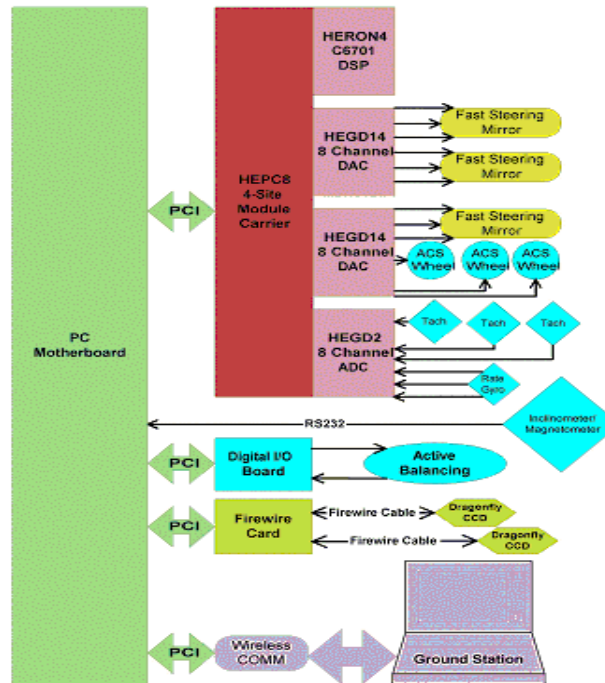 HERON4
C6701
DSP
HEGD14
8 Channel
DAC
Fast Steering
Mirror
Fast Steering
Mirror
HEPC8
4-Site
Module
Carrier
PCI
HEGD14
8 Channel
DAC
Fast Steering
Mirror
ACS
Wheel
ACS
Wheel
ACS
Wheel
HEGD2
8 Channel
ADC
Tach
Tach
Tach
Rate
Gyro
PC
Motherboard
RS232
Inclinometer/
Magnetometer
PCI
Digital I/O
Board
Active
Balancing
PCI
Firewire
Card
Firewire Cable
Dragonfly
CCD
Firewire Cable
Dragonfly
CCD
PCI
Wireless
COMM
Ground Station